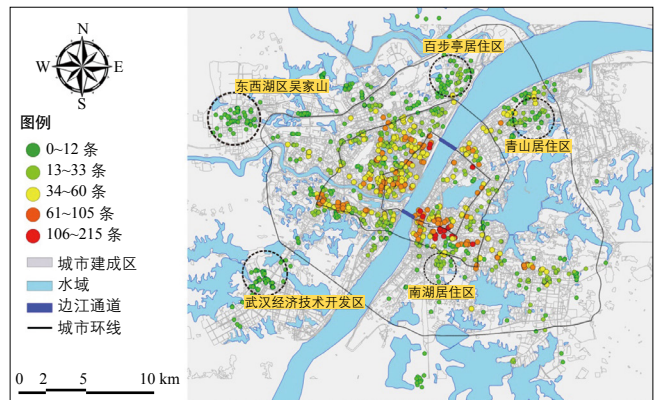 N
W
E
S
图例
0~12 条
13~33 条
34~60 条
61~105 条
106~215 条
城市建成区
水域
边江通道
城市环线
0 2 5 10 km
百步亭居住区
东西湖区吴家山
青山居住区
武汉经济技术开发区
南湖居住区